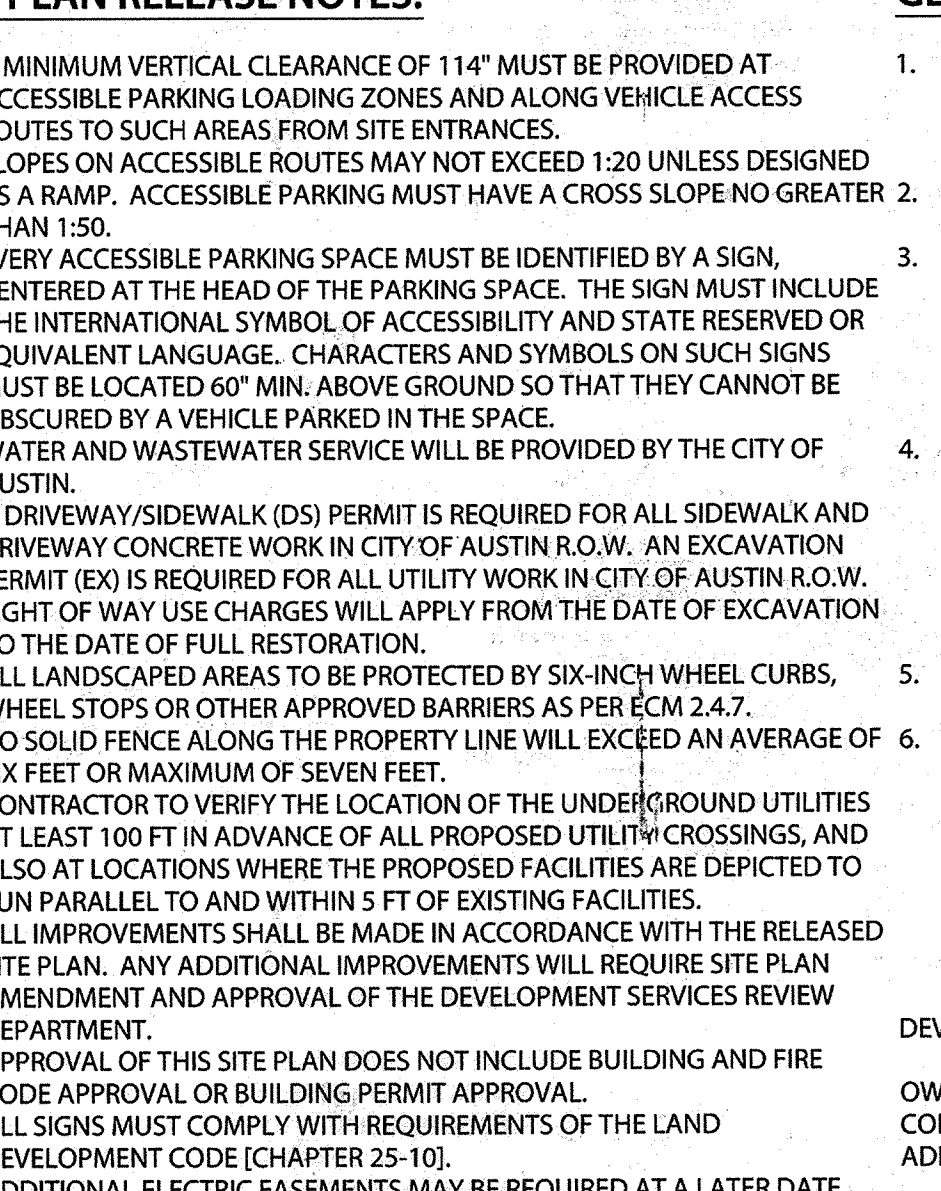 PLAN RELEASE NOTES:
MINIMUM VERTICAL CLEARANCE OF 114" MUST BE PROVIDED AT
CCESSIBLE PARKING LOADING ZONES AND ALONG VEHICLE ACCESS
OUTES TO SUCH AREAS FROM SITE ENTRANCES.
LOPES ON ACCESSIBLE ROUTES MAY NOT EXCEED 1:20 UNLESS DESIGNED
S A RAMP. ACCESSIBLE PARKING MUST HAVE A CROSS SLOPE NO GREATER
HAN 1:50.
VERY ACCESSIBLE PARKING SPACE MUST BE IDENTIFIED BY A SIGN,
ENTERED AT THE HEAD OF THE PARKING SPACE. THE SIGN MUST INCLUDE
HE INTERNATIONAL SYMBOL OF ACCESSIBILITY AND STATE RESERVED OR
QUIVALENT LANGUAGE. CHARACTERS AND SYMBOLS ON SUCH SIGNS
UST BE LOCATED 60" MIN. ABOVE GROUND SO THAT THEY CANNOT BE
BSCURED BY A VEHICLE PARKED IN THE SPACE.
ATER AND WASTEWATER SERVICE WILL BE PROVIDED BY THE CITY OF
USTIN.
DRIVEWAY/SIDEWALK (DS) PERMIT IS REQUIRED FOR ALL SIDEWALK AND
RIVEWAY CONCRETE WORK IN CITY OF AUSTIN R.O.W. AN EXCAVATION
ERMIT (EX) IS REQUIRED FOR ALL UTILITY WORK IN CITY OF AUSTIN R.O.W.
GHT OF WAY USE CHARGES WILL APPLY FROM THE DATE OF EXCAVATION
O THE DATE OF FULL RESTORATION.
LL LANDSCAPED AREAS TO BE PROTECTED BY SIX-INCH WHEEL CURBS,
HEEL STOPS OR OTHER APPROVED BARRIERS AS PER ECM 2.4.7.
O SOLID FENCE ALONG THE PROPERTY LINE WILL EXCEED AN AVERAGE OF
X FEET OR MAXIMUM OF SEVEN FEET.
ONTRACTOR TO VERIFY THE LOCATION OF THE UNDERGROUND UTILITIES
T LEAST 100 FT IN ADVANCE OF ALL PROPOSED UTILITY CROSSINGS, AND
LSO AT LOCATIONS WHERE THE PROPOSED FACILITIES ARE DEPICTED TO
UN PARALLEL TO AND WITHIN 5 FT OF EXISTING FACILITIES.
LL IMPROVEMENTS SHALL BE MADE IN ACCORDANCE WITH THE RELEASED
ITE PLAN. ANY ADDITIONAL IMPROVEMENTS WILL REQUIRE SITE PLAN
MENDMENT AND APPROVAL OF THE DEVELOPMENT SERVICES REVIEW
EPARTMENT.
PPROVAL OF THIS SITE PLAN DOES NOT INCLUDE BUILDING AND FIRE
ODE APPROVAL OR BUILDING PERMIT APPROVAL.
LL SIGNS MUST COMPLY WITH REQUIREMENTS OF THE LAND
EVELOPMENT CODE [CHAPTER 25-10].
DDITIONAL ELECTRIC EASEMENTS MAY BE REQUIRED AT A LATER DATE
GE
1.
2.
3.
4.
5.
6.
DEV
OW
CO
ADI